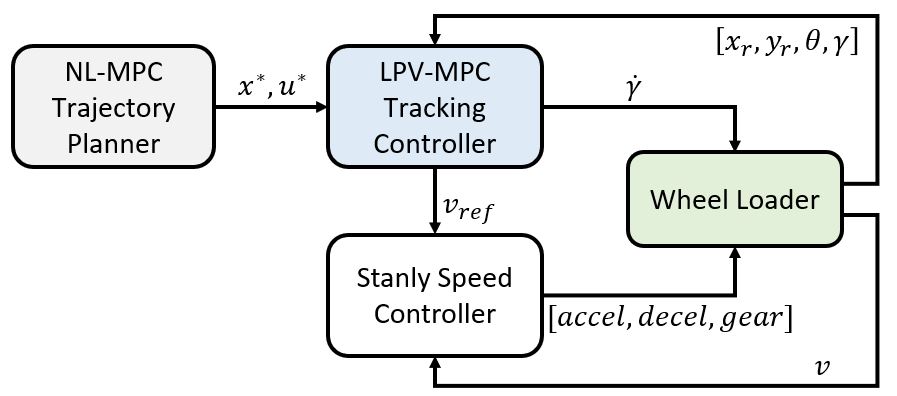 NL-MPC
Trajectory
Planner
x*, u*
LPV-MPC
Tracking
Controller
γ̇
[x_r, y_r, θ, γ]
Wheel Loader
v_ref
Stanly Speed
Controller
[accel, decel, gear]
v